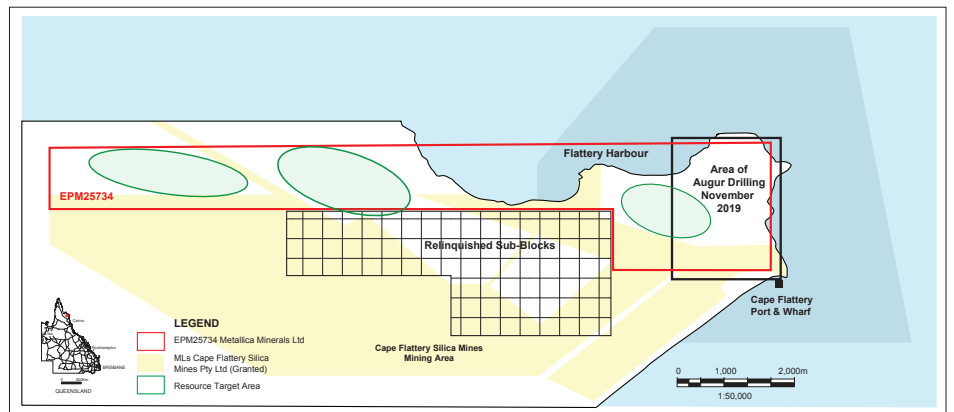 Flattery Harbour
Area of
Augur Drilling
November
2019
EPM25734
Relinquished Sub-Blocks
Cape Flattery
Port & Wharf
Cape Flattery Silica Mines
Mining Area
LEGEND
EPM25734 Metallica Minerals Ltd
MLs Cape Flattery Silica
Mines Pty Ltd (Granted)
Resource Target Area
Cairns
Rockhampton
BRISBANE
QUEENSLAND
0 1,000 2,000m
1:50,000